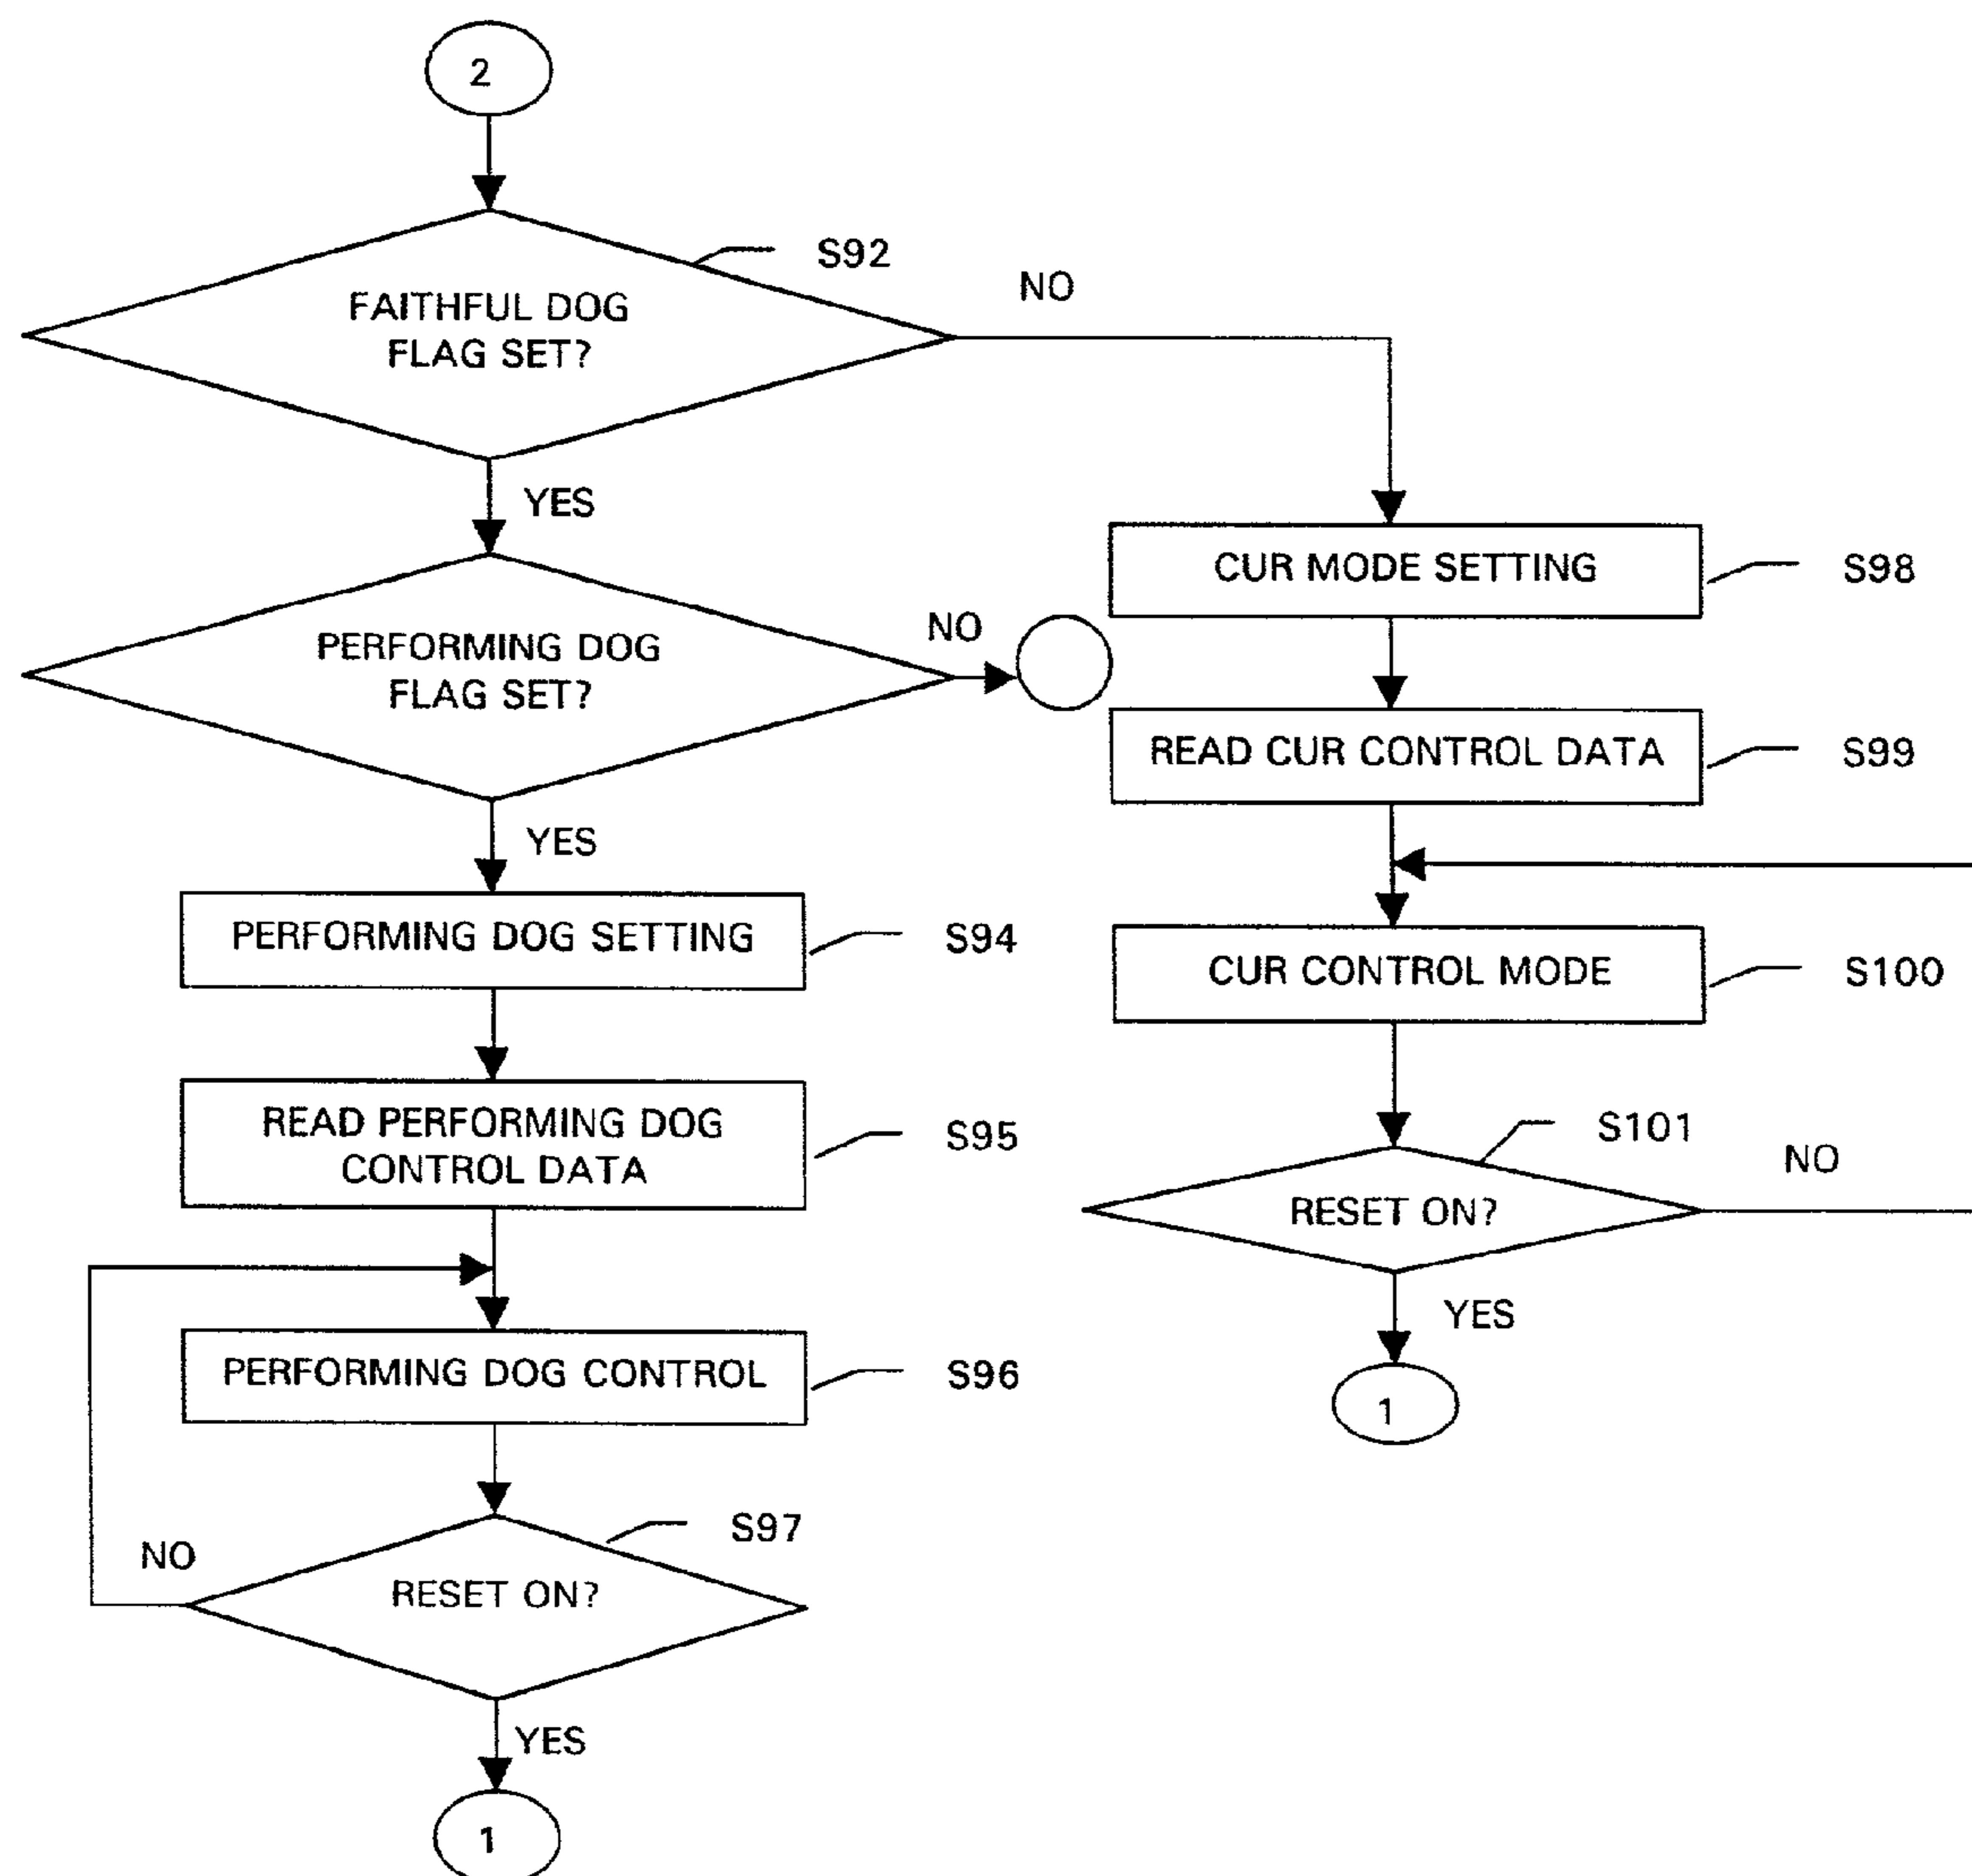 2
S92
FAITHFUL DOG
FLAG SET?
NO
YES
PERFORMING DOG
FLAG SET?
NO
YES
PERFORMING DOG SETTING
S94
READ PERFORMING DOG
CONTROL DATA
S95
PERFORMING DOG CONTROL
S96
S97
RESET ON?
NO
YES
1
CUR MODE SETTING
S98
READ CUR CONTROL DATA
S99
CUR CONTROL MODE
S100
S101
RESET ON?
NO
YES
1